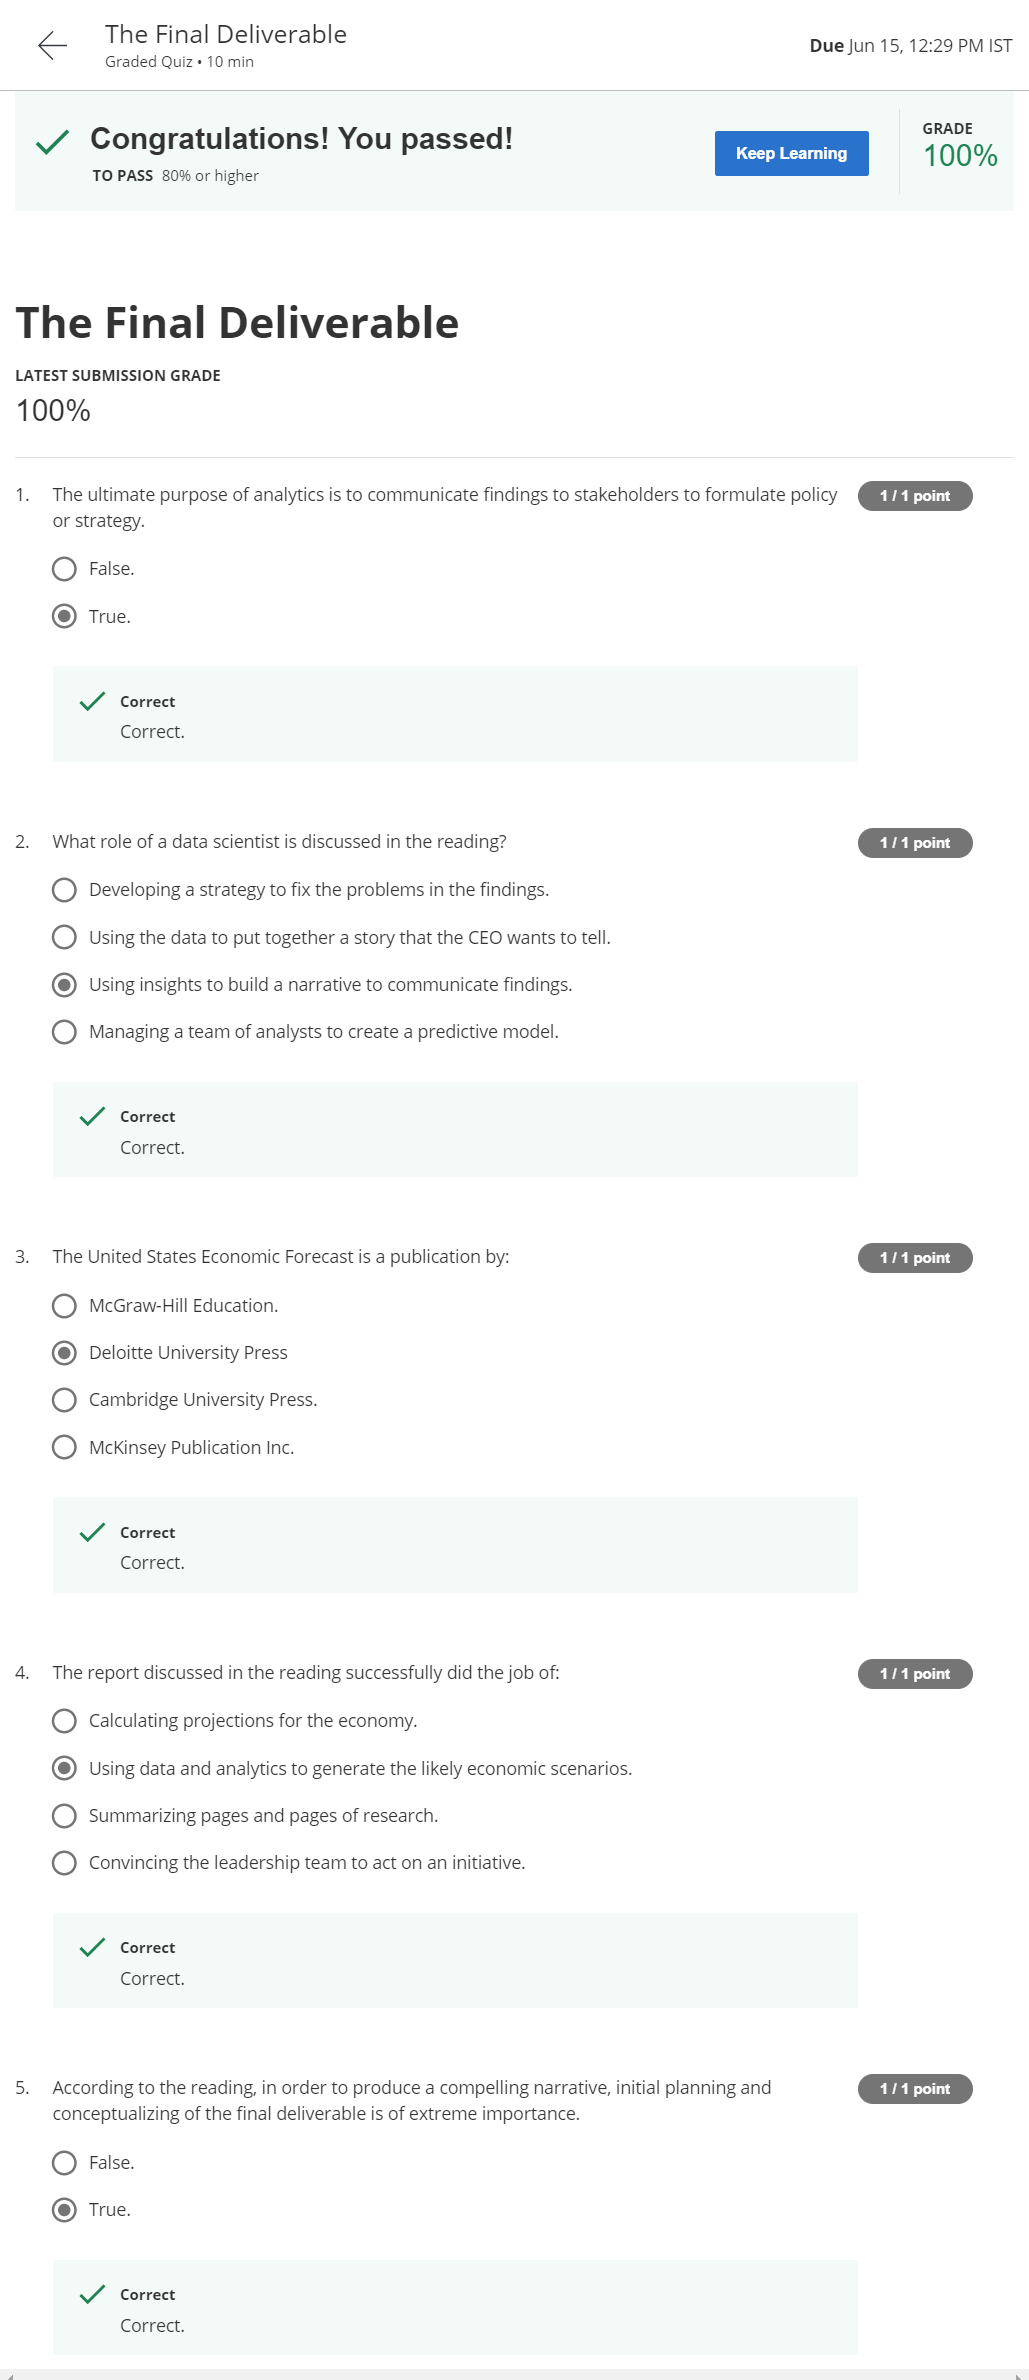 The Final Deliverable
Graded Quiz • 10 min
Due Jun 15, 12:29 PM IST
Congratulations! You passed!
TO PASS 80% or higher
Keep Learning
GRADE
100%
The Final Deliverable
LATEST SUBMISSION GRADE
100%
1. The ultimate purpose of analytics is to communicate findings to stakeholders to formulate policy
or strategy.
1 / 1 point
False.
True.
Correct
Correct.
2. What role of a data scientist is discussed in the reading?
1 / 1 point
Developing a strategy to fix the problems in the findings.
Using the data to put together a story that the CEO wants to tell.
Using insights to build a narrative to communicate findings.
Managing a team of analysts to create a predictive model.
Correct
Correct.
3. The United States Economic Forecast is a publication by:
1 / 1 point
McGraw-Hill Education.
Deloitte University Press
Cambridge University Press.
McKinsey Publication Inc.
Correct
Correct.
4. The report discussed in the reading successfully did the job of:
1 / 1 point
Calculating projections for the economy.
Using data and analytics to generate the likely economic scenarios.
Summarizing pages and pages of research.
Convincing the leadership team to act on an initiative.
Correct
Correct.
5. According to the reading, in order to produce a compelling narrative, initial planning and
conceptualizing of the final deliverable is of extreme importance.
1 / 1 point
False.
True.
Correct
Correct.